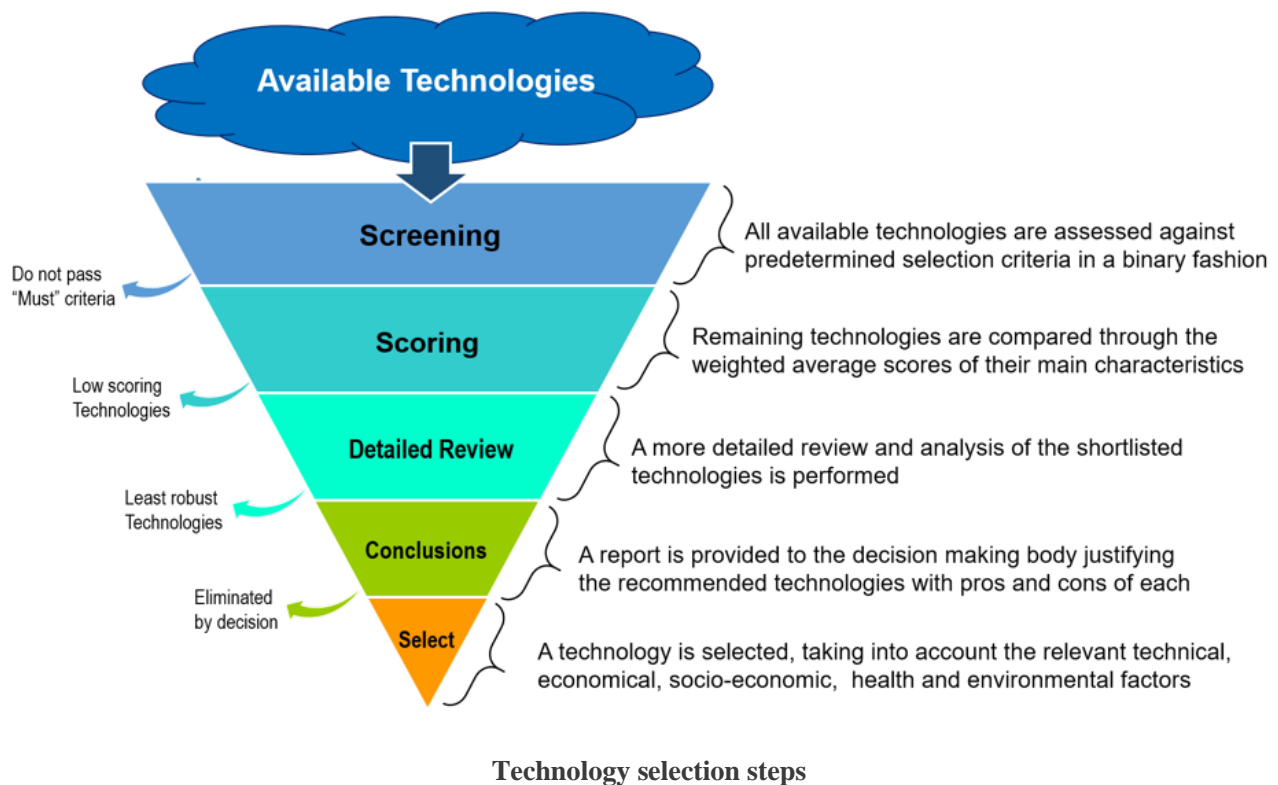 Available Technologies
Screening
All available technologies are assessed against
predetermined selection criteria in a binary fashion
Do not pass
“Must” criteria
Scoring
Remaining technologies are compared through the
weighted average scores of their main characteristics
Low scoring
Technologies
Detailed Review
A more detailed review and analysis of the shortlisted
technologies is performed
Least robust
Technologies
Conclusions
A report is provided to the decision making body justifying
the recommended technologies with pros and cons of each
Eliminated
by decision
Select
A technology is selected, taking into account the relevant technical,
economical, socio-economic, health and environmental factors
Technology selection steps